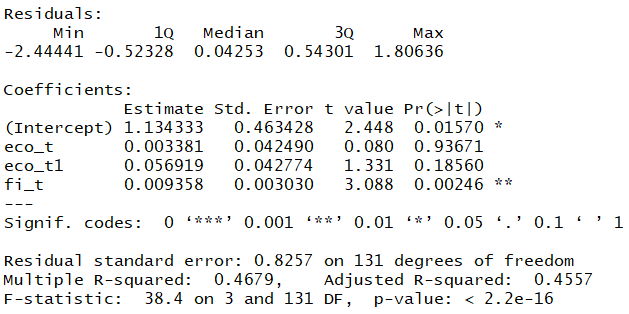 Residuals:
     Min       1Q   Median       3Q      Max
-2.44441 -0.52328  0.04253  0.54301  1.80636

Coefficients:
            Estimate Std. Error t value Pr(>|t|)
(Intercept) 1.134333   0.463428   2.448  0.01570 *
eco_t       0.003381   0.042490   0.080  0.93671
eco_t1      0.056919   0.042774   1.331  0.18560
fi_t        0.009358   0.003030   3.088  0.00246 **
---
Signif. codes:  0 ‘***’ 0.001 ‘**’ 0.01 ‘*’ 0.05 ‘.’ 0.1 ‘ ’ 1

Residual standard error: 0.8257 on 131 degrees of freedom
Multiple R-squared:  0.4679,    Adjusted R-squared:  0.4557
F-statistic:  38.4 on 3 and 131 DF,  p-value: < 2.2e-16